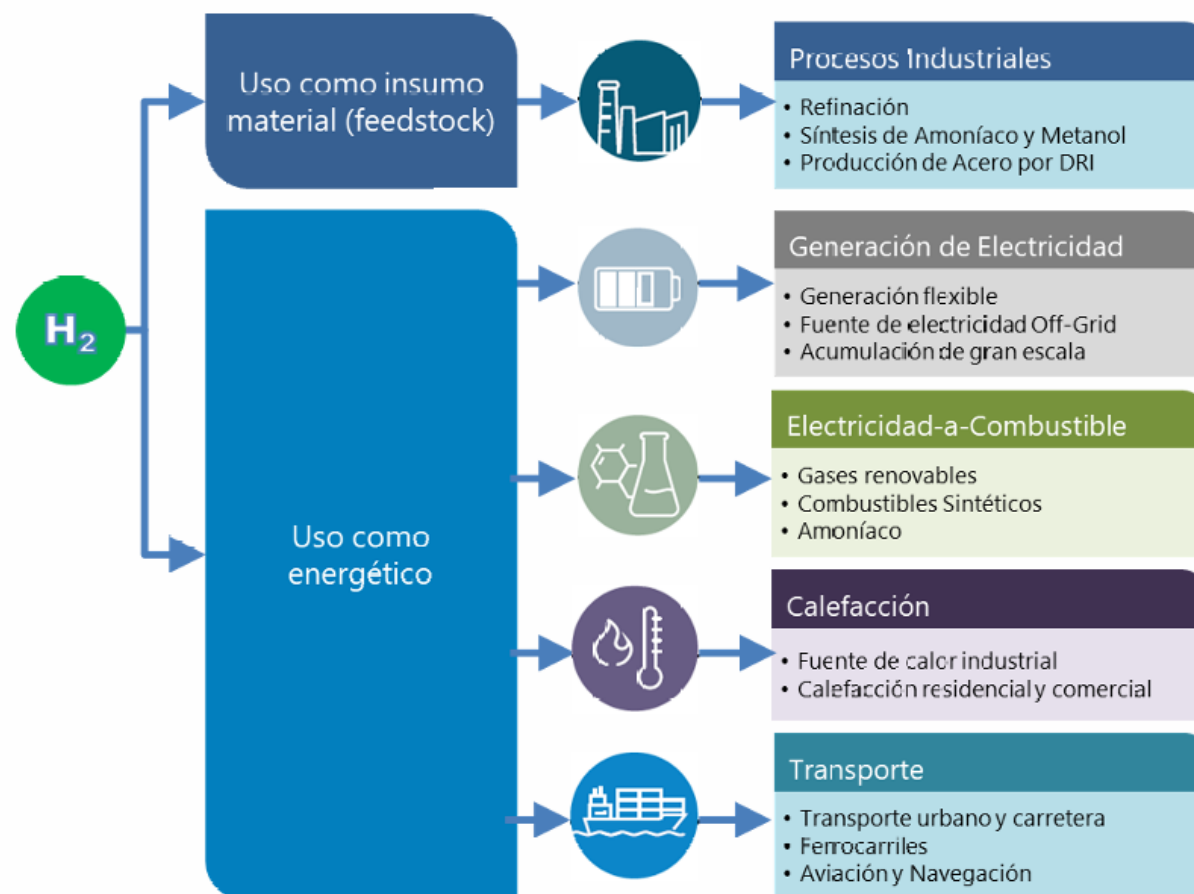 H2
Uso como insumo
material (feedstock)
Procesos Industriales
• Refinación
• Síntesis de Amoníaco y Metanol
• Producción de Acero por DRI
Uso como
energético
Generación de Electricidad
• Generación flexible
• Fuente de electricidad Off-Grid
• Acumulación de gran escala
Electricidad-a-Combustible
• Gases renovables
• Combustibles Sintéticos
• Amoníaco
Calefacción
• Fuente de calor industrial
• Calefacción residencial y comercial
Transporte
• Transporte urbano y carretera
• Ferrocarriles
• Aviación y Navegación